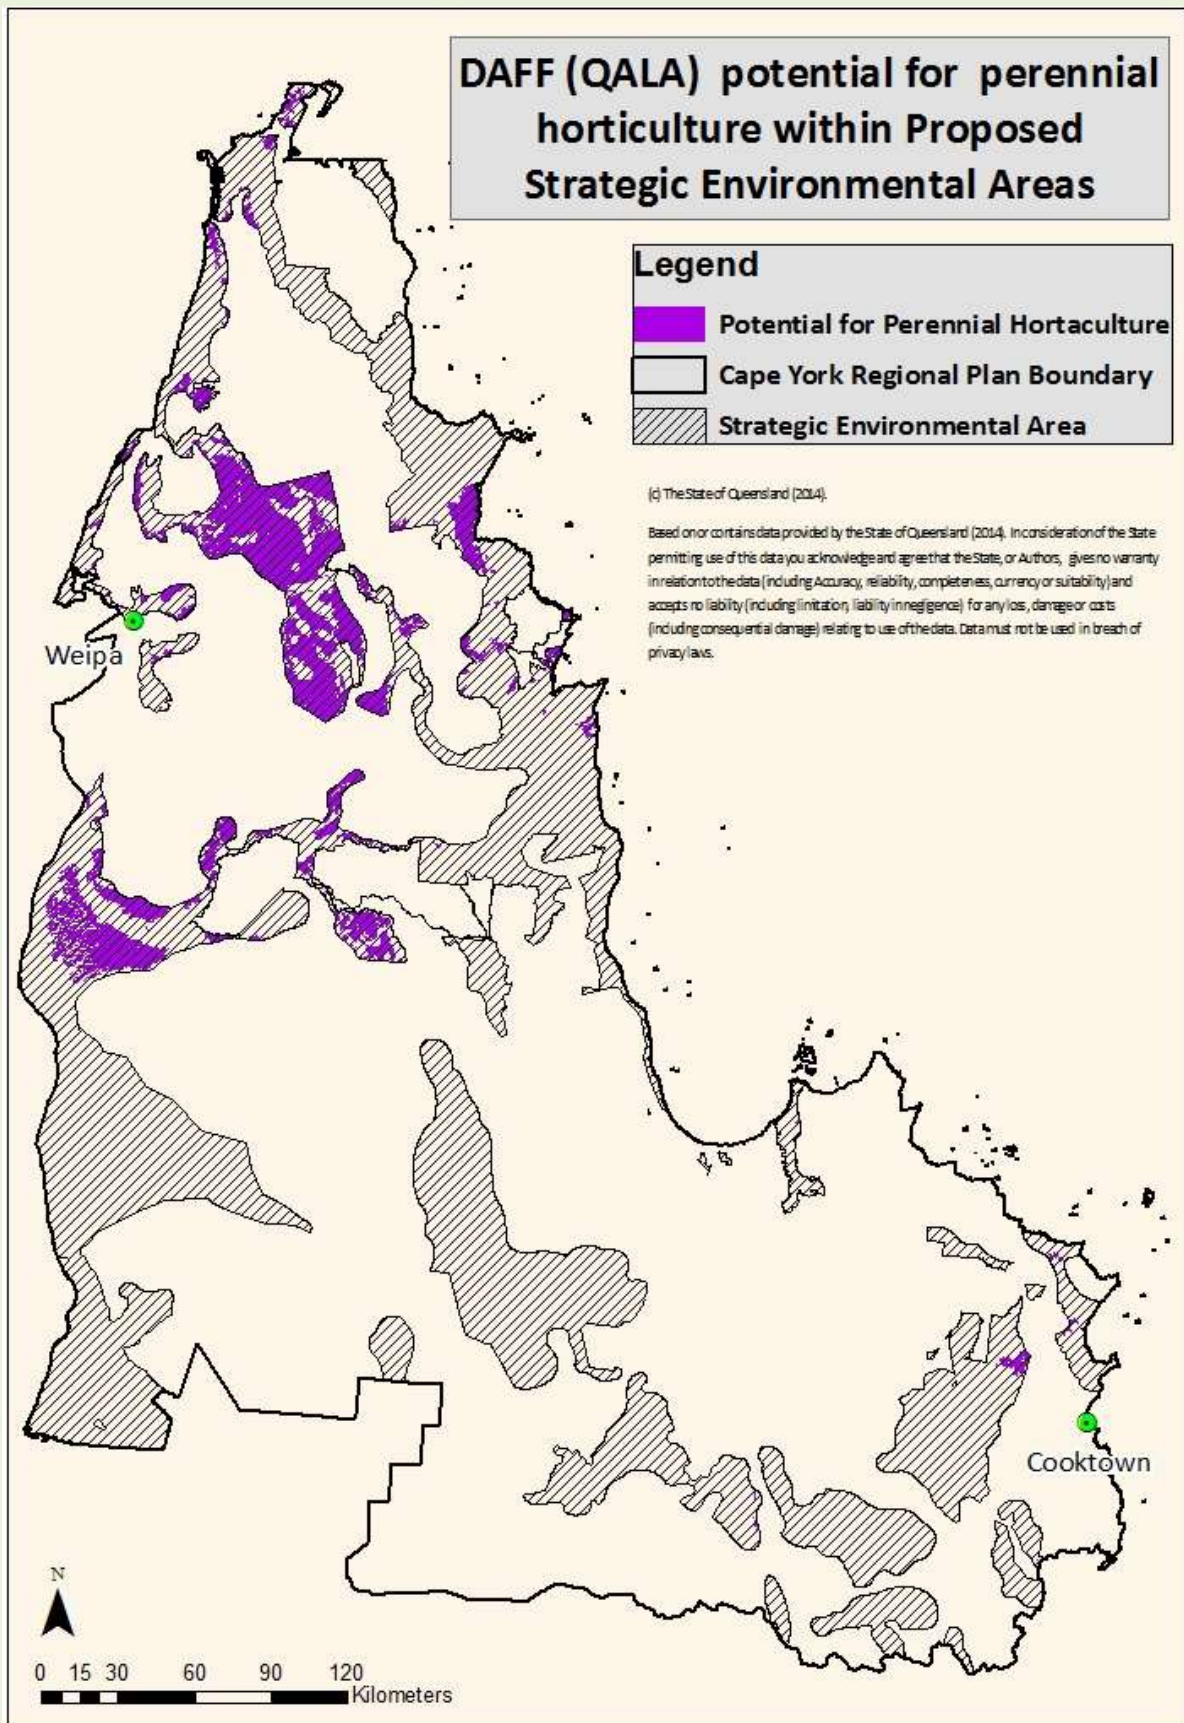 DAFF (QALA) potential for perennial
horticulture within Proposed
Strategic Environmental Areas
Legend
Potential for Perennial Hortaculture
Cape York Regional Plan Boundary
Strategic Environmental Area
(c) The State of Queensland (2014).
Based on or contains data provided by the State of Queensland (2014). In consideration of the State
permitting use of this data you acknowledge and agree that the State, or Authors, gives no warranty
in relation to the data (including Accuracy, reliability, completeness, currency or suitability) and
accepts no liability (including limitation, liability in negligence) for any loss, damage or costs
(including consequential damage) relating to use of the data. Data must not be used in breach of
privacy laws.
Weipa
Cooktown
N
0 15 30 60 90 120
Kilometers